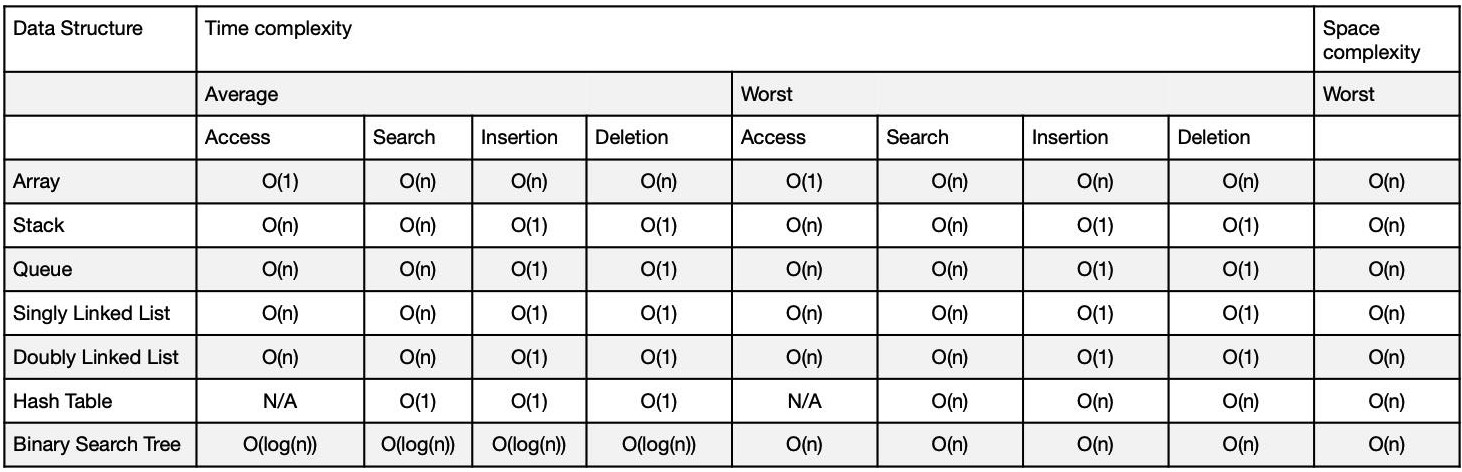 Data Structure Time complexity Space
complexity
Average Worst Worst
Access Search Insertion Deletion Access Search Insertion Deletion
Array O(1) O(n) O(n) O(n) O(1) O(n) O(n) O(n) O(n)
Stack O(n) O(n) O(1) O(1) O(n) O(n) O(1) O(1) O(n)
Queue O(n) O(n) O(1) O(1) O(n) O(n) O(1) O(1) O(n)
Singly Linked List O(n) O(n) O(1) O(1) O(n) O(n) O(1) O(1) O(n)
Doubly Linked List O(n) O(n) O(1) O(1) O(n) O(n) O(1) O(1) O(n)
Hash Table N/A O(1) O(1) O(1) N/A O(n) O(n) O(n) O(n)
Binary Search Tree O(log(n)) O(log(n)) O(log(n)) O(log(n)) O(n) O(n) O(n) O(n) O(n)